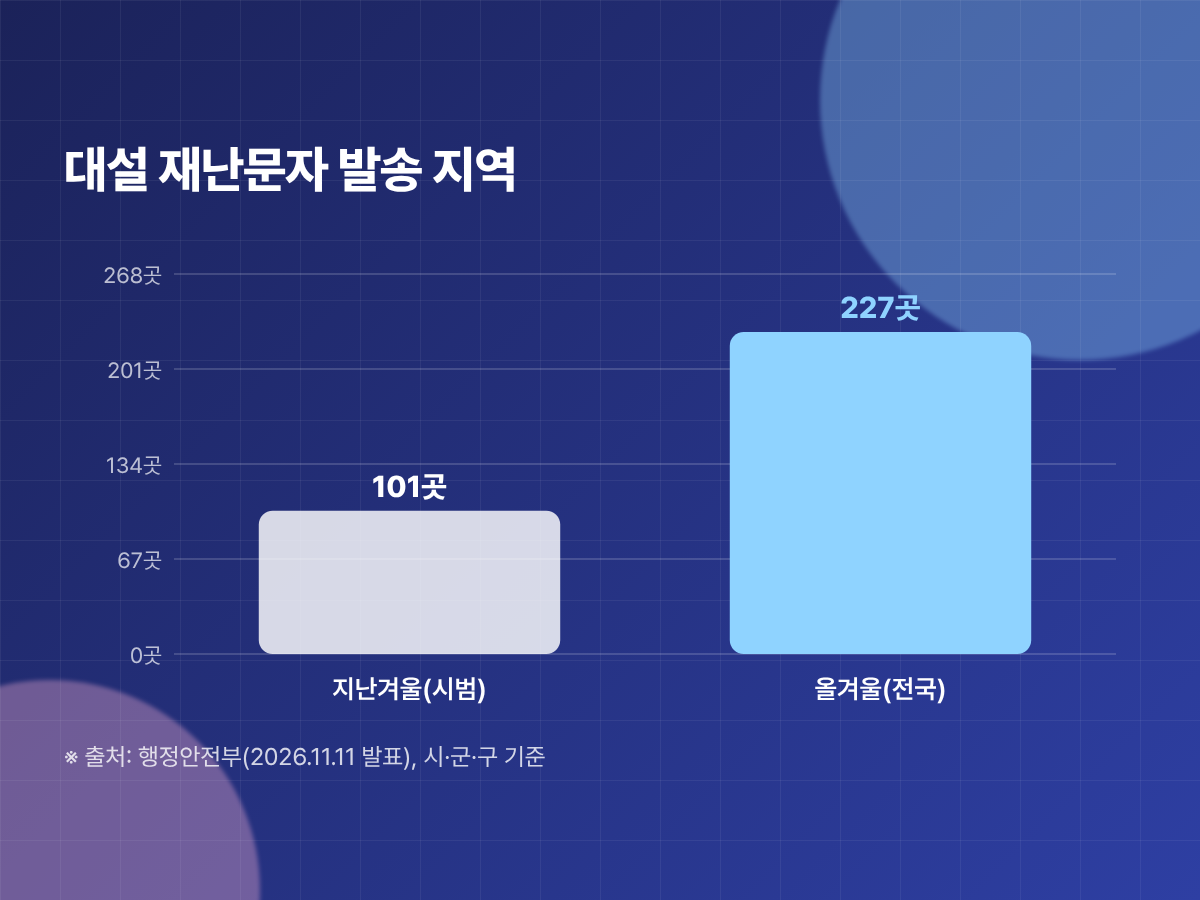 대설 재난문자 발송 지역
268곳
227곳
201곳
134곳
101곳
67곳
0곳
지난겨울(시범) 올겨울(전국)
※ 출처: 행정안전부(2026.11.11 발표), 시·군·구 기준